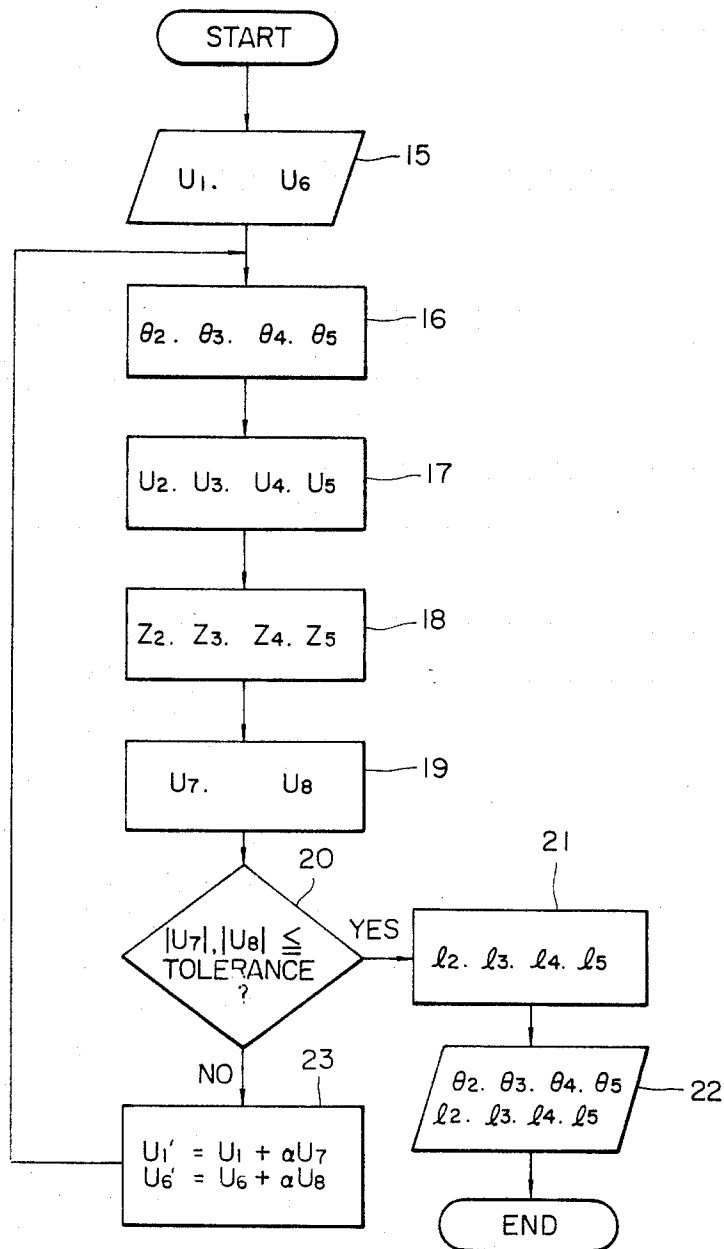 START
U1. U6
15
θ2. θ3. θ4. θ5
16
U2. U3. U4. U5
17
Z2. Z3. Z4. Z5
18
U7. U8
19
20
|U7|, |U8| ≦
TOLERANCE
?
YES
21
ℓ2. ℓ3. ℓ4. ℓ5
NO
23
U1' = U1 + αU7
U6' = U6 + αU8
θ2. θ3. θ4. θ5
ℓ2. ℓ3. ℓ4. ℓ5
22
END